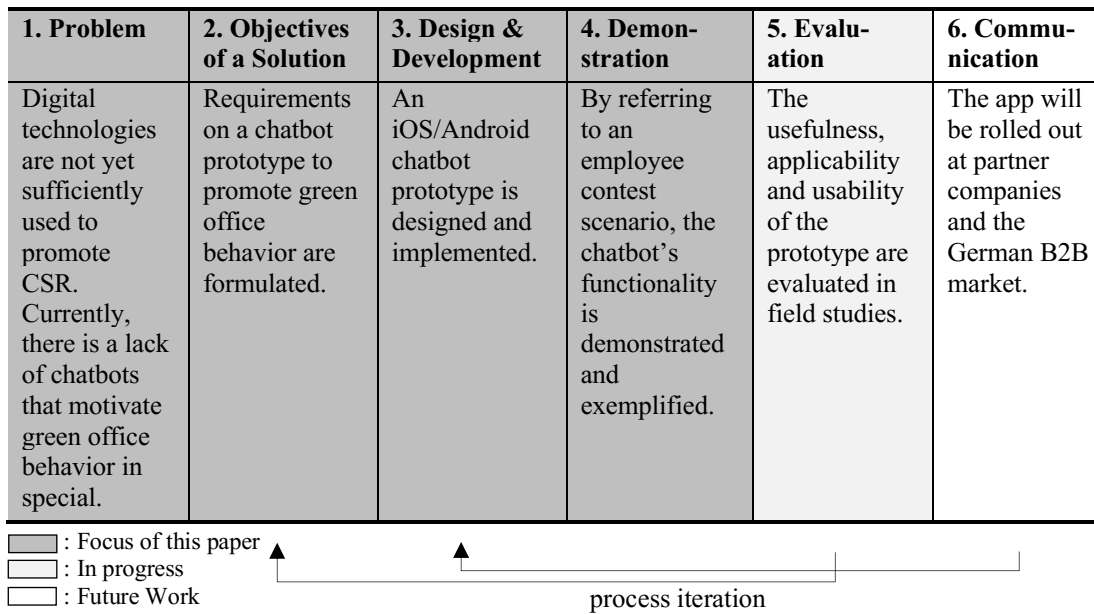 1. Problem
Digital
technologies
are not yet
sufficiently
used to
promote
CSR.
Currently,
there is a lack
of chatbots
that motivate
green office
behavior in
special.
2. Objectives
of a Solution
Requirements
on a chatbot
prototype to
promote green
office
behavior are
formulated.
3. Design &
Development
An
iOS/Android
chatbot
prototype is
designed and
implemented.
4. Demon-
stration
By referring
to an
employee
contest
scenario, the
chatbot’s
functionality
is
demonstrated
and
exemplified.
5. Evalu-
ation
The
usefulness,
applicability
and usability
of the
prototype are
evaluated in
field studies.
6. Commu-
nication
The app will
be rolled out
at partner
companies
and the
German B2B
market.
: Focus of this paper
: In progress
: Future Work
process iteration